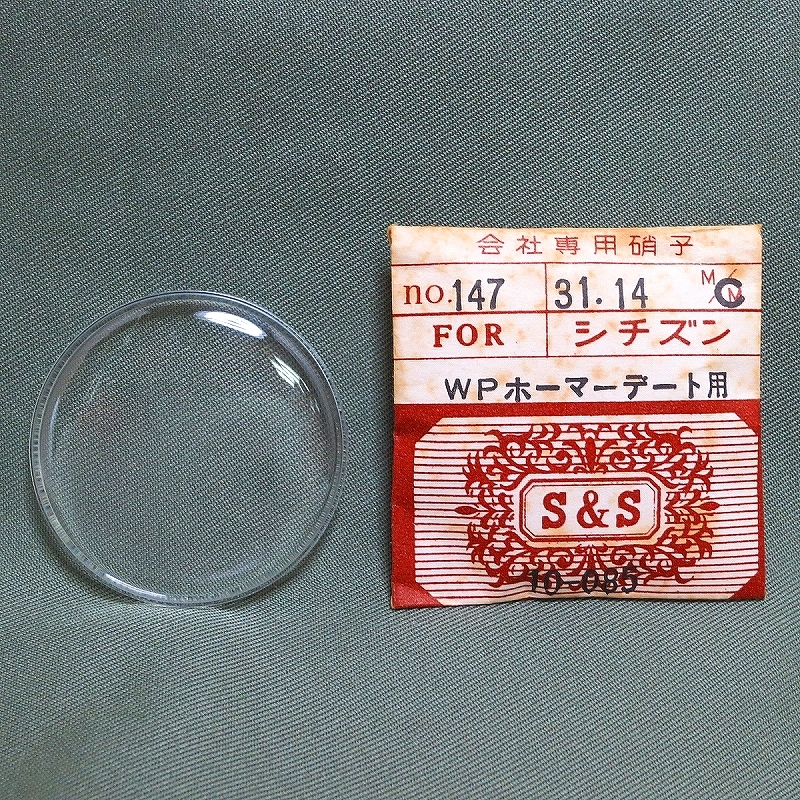 会社専用硝子
no. 147 31.14 M/M C
FOR シチズン
WPホーマーデート用
S & S
10-085